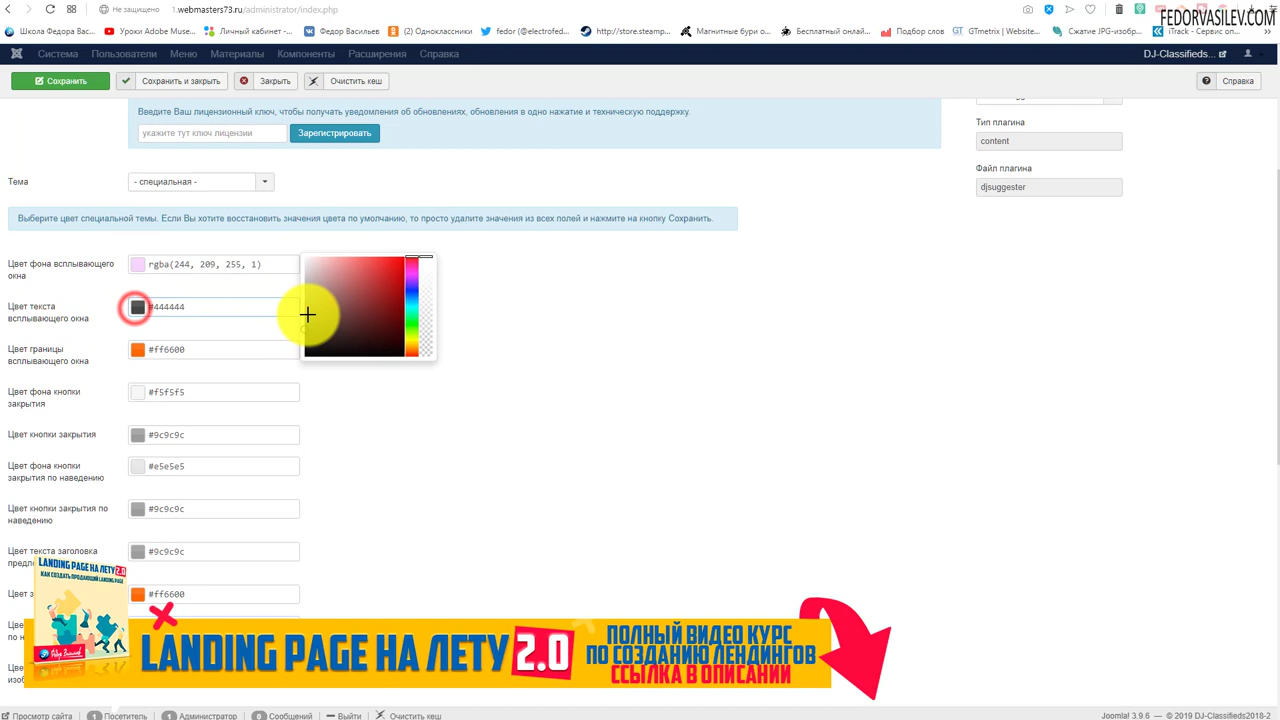 Не защищено
1.webmasters73.ru/administrator/index.php
FEDORVASILEV.COM
Школа Федора Вас...
Уроки Adobe Muse...
Личный кабинет -...
Федор Васильев
(2) Одноклассники
fedor (@electrofed...
http://store.steamp...
Магнитные бури о...
Бесплатный онлай...
Подбор слов
GTmetrix | Website...
Сжатие JPG-изобр...
iTrack - Сервис оп...
Система
Пользователи
Меню
Материалы
Компоненты
Расширения
Справка
DJ-Classifieds...
Сохранить
Сохранить и закрыть
Закрыть
Очистить кеш
Справка
Введите Ваш лицензионный ключ, чтобы получать уведомления об обновлениях, обновления в одно нажатие и техническую поддержку.
укажите тут ключ лицензии
Зарегистрировать
Тип плагина
content
Файл плагина
djsuggester
Тема
- специальная -
Выберите цвет специальной темы. Если Вы хотите восстановить значения цвета по умолчанию, то просто удалите значения из всех полей и нажмите на кнопку Сохранить.
Цвет фона всплывающего
окна
rgba(244, 209, 255, 1)
Цвет текста
всплывающего окна
#444444
Цвет границы
всплывающего окна
#ff6600
Цвет фона кнопки
закрытия
#f5f5f5
Цвет кнопки закрытия
#9c9c9c
Цвет фона кнопки
закрытия по наведению
#e5e5e5
Цвет кнопки закрытия по
наведению
#9c9c9c
Цвет текста заголовка
#9c9c9c
#ff6600
LANDING PAGE НА ЛЕТУ 2.0
КАК СОЗДАТЬ ПРОДАЮЩИЙ LANDING PAGE
Федор Васильев
LANDING PAGE НА ЛЕТУ 2.0
ПОЛНЫЙ ВИДЕО КУРС
ПО СОЗДАНИЮ ЛЕНДИНГОВ
ССЫЛКА В ОПИСАНИИ
Просмотр сайта
1 Посетитель
1 Администратор
0 Сообщений
Выйти
Очистить кеш
Joomla! 3.9.6 — © 2019 DJ-Classifieds2018-2